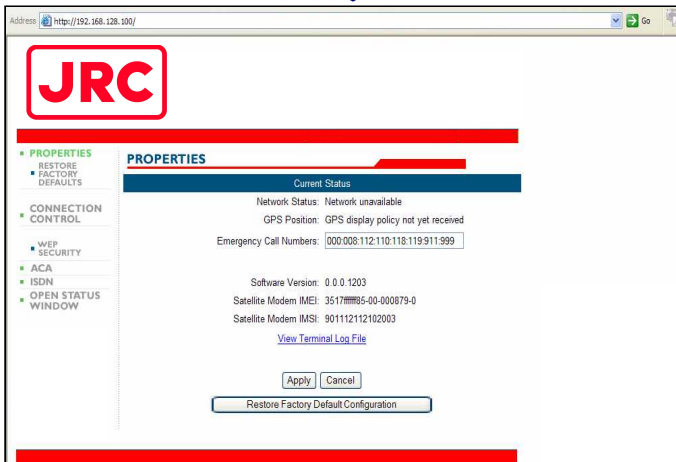 Address http://192.168.128.100/ Go
JRC
PROPERTIES
RESTORE
FACTORY
DEFAULTS
CONNECTION
CONTROL
WEP
SECURITY
ACA
ISDN
OPEN STATUS
WINDOW
PROPERTIES
Current Status
Network Status: Network unavailable
GPS Position: GPS display policy not yet received
Emergency Call Numbers: 000:008:112:110:118:119:911:999
Software Version: 0.0.0.1203
Satellite Modem IMEI: 3517ffffff85-00-000879-0
Satellite Modem IMSI: 901112112102003
View Terminal Log File
Apply Cancel
Restore Factory Default Configuration